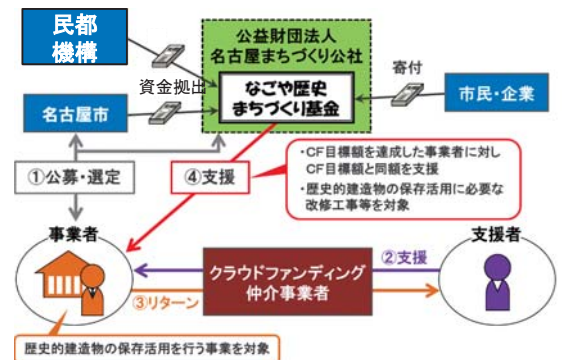 民都
機構
公益財団法人
名古屋まちづくり公社
なごや歴史
まちづくり基金
資金拠出
寄付
名古屋市
市民・企業
①公募・選定
④支援
・CF目標額を達成した事業者に対し
CF目標額と同額を支援
・歴史的建造物の保存活用に必要な
改修工事等を対象
事業者
支援者
クラウドファンディング
仲介事業者
②支援
③リターン
歴史的建造物の保存活用を行う事業を対象